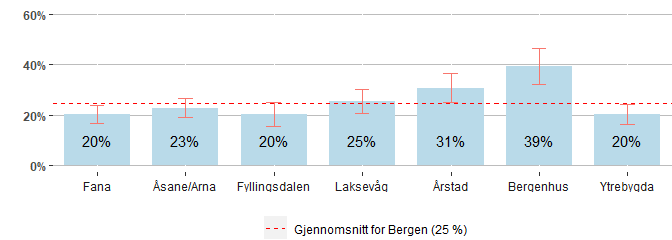 60%
40%
20%
0%
20% 23% 20% 25% 31% 39% 20%
Fana Åsane/Arna Fyllingsdalen Laksevåg Årstad Bergenhus Ytrebygda
Gjennomsnitt for Bergen (25 %)